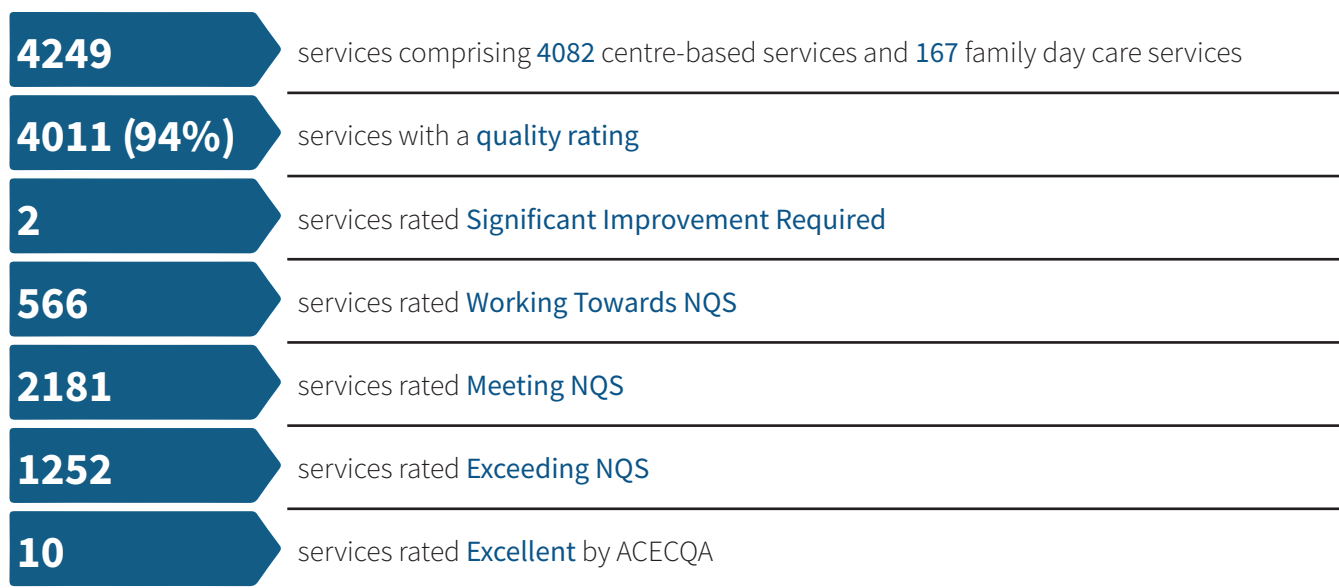 4249 services comprising 4082 centre-based services and 167 family day care services
4011 (94%) services with a quality rating
2 services rated Significant Improvement Required
566 services rated Working Towards NQS
2181 services rated Meeting NQS
1252 services rated Exceeding NQS
10 services rated Excellent by ACECQA